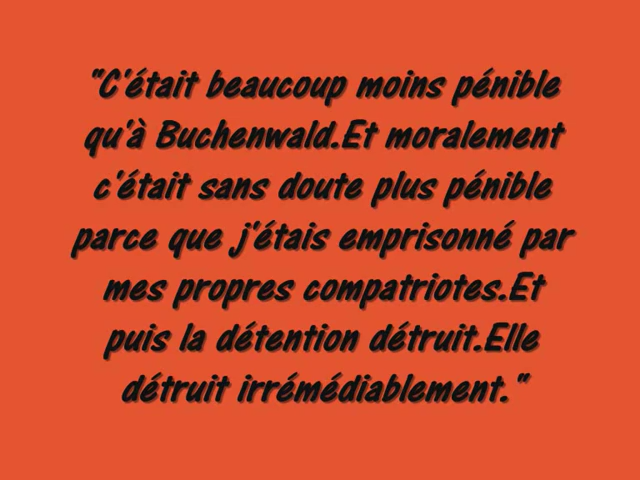 "C'était beaucoup moins pénible
qu'à Buchenwald.Et moralement
c'était sans doute plus pénible
parce que j'étais emprisonné par
mes propres compatriotes.Et
puis la détention détruit.Elle
détruit irrémédiablement."